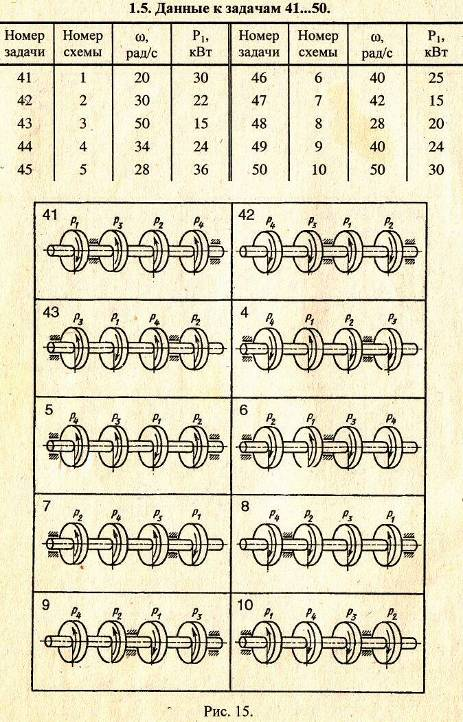 1.5. Данные к задачам 41...50.
Номер задачи Номер схемы ω, рад/с P₁, кВт Номер задачи Номер схемы ω, рад/с P₁, кВт
41 1 20 30 46 6 40 25
42 2 30 22 47 7 42 15
43 3 50 15 48 8 28 20
44 4 34 24 49 9 40 24
45 5 28 36 50 10 50 30
41 P₁ P₃ P₂ P₄
42 P₄ P₃ P₁ P₂
43 P₃ P₁ P₄ P₂
4 P₄ P₁ P₂ P₃
5 P₄ P₃ P₁ P₂
6 P₂ P₁ P₃ P₄
7 P₂ P₄ P₃ P₁
8 P₄ P₂ P₃ P₁
9 P₄ P₂ P₁ P₃
10 P₁ P₄ P₃ P₂
Рис. 15.